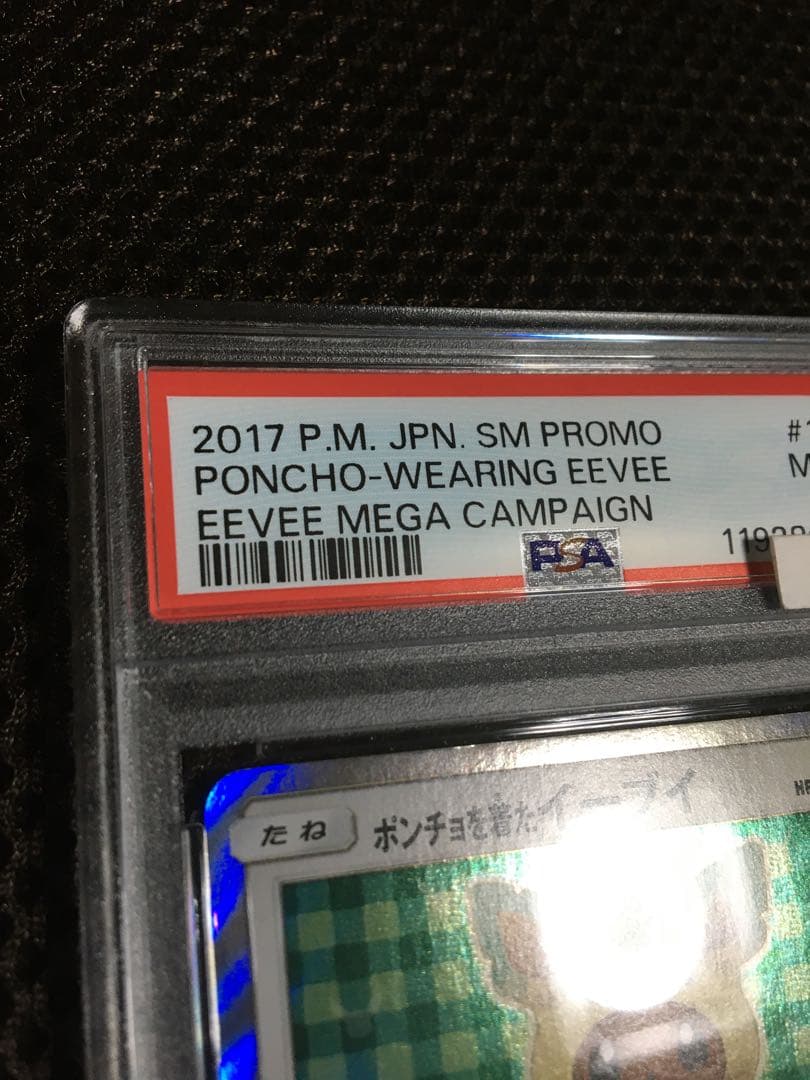 2017 P.M. JPN. SM PROMO #1
PONCHO-WEARING EEVEE M
EEVEE MEGA CAMPAIGN
PSA
たね ポンチョを着たイーブイ